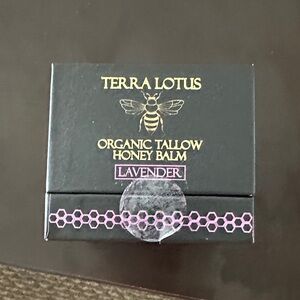 TERRA LOTUS
ORGANIC TALLOW
HONEY BALM
LAVENDER